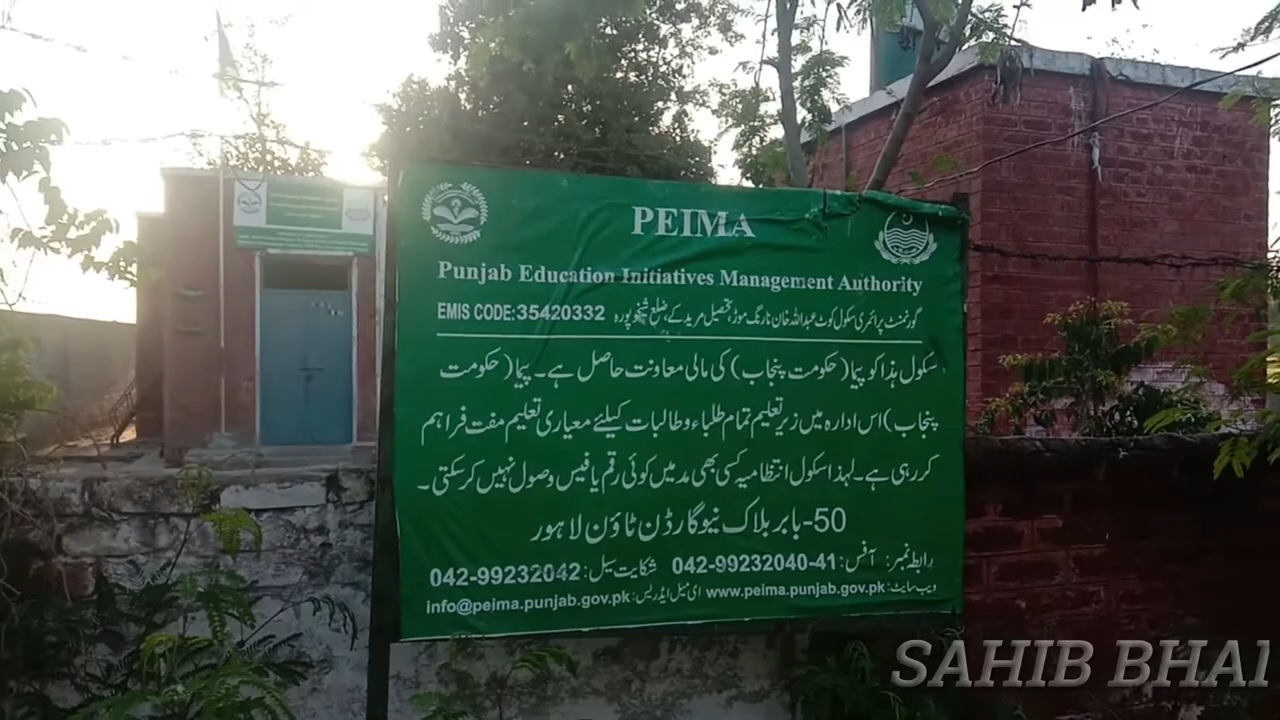 PEIMA
Punjab Education Initiatives Management Authority
EMIS CODE:35420332 گورنمنٹ پرائمری سکول کوٹ عبداللہ خان نارنگ موڑ، تحصیل مریدکے، ضلع شیخوپورہ
سکول ہذا کو پیما (حکومت پنجاب) کی مالی معاونت حاصل ہے۔ پیما (حکومت
پنجاب) اس ادارہ میں زیرِ تعلیم تمام طلباء و طالبات کیلئے معیاری تعلیم مفت فراہم
کر رہی ہے۔ لہذا سکول انتظامیہ کسی بھی مد میں کوئی رقم یا فیس وصول نہیں کر سکتی۔
50-بابر بلاک نیو گارڈن ٹاؤن لاہور
رابطہ نمبر: آفس: 042-99232040-41 شکایت سیل: 042-99232042
ویب سائٹ: www.peima.punjab.gov.pk ای میل ایڈریس: info@peima.punjab.gov.pk
SAHIB BHAI